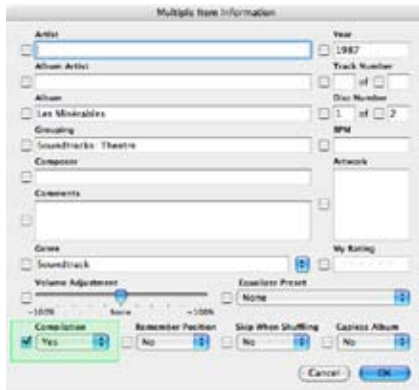 Multiple Item Information
Artist Year
1987
Album Artist Track Number
of
Album Disc Number
Les Misérables 1 of 2
Grouping BPM
Soundtracks: Theatre
Composer Artwork
Comments
Genre My Rating
Soundtrack
Volume Adjustment Equalizer Preset
None
-100% None +100%
Compilation Remember Position Skip When Shuffling Gapless Album
Yes No No No
Cancel OK